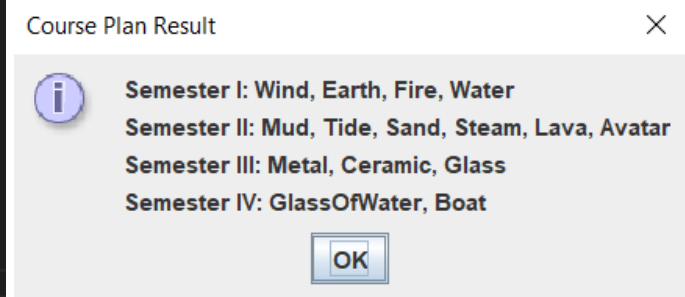 Course Plan Result
Semester I: Wind, Earth, Fire, Water
Semester II: Mud, Tide, Sand, Steam, Lava, Avatar
Semester III: Metal, Ceramic, Glass
Semester IV: GlassOfWater, Boat
OK